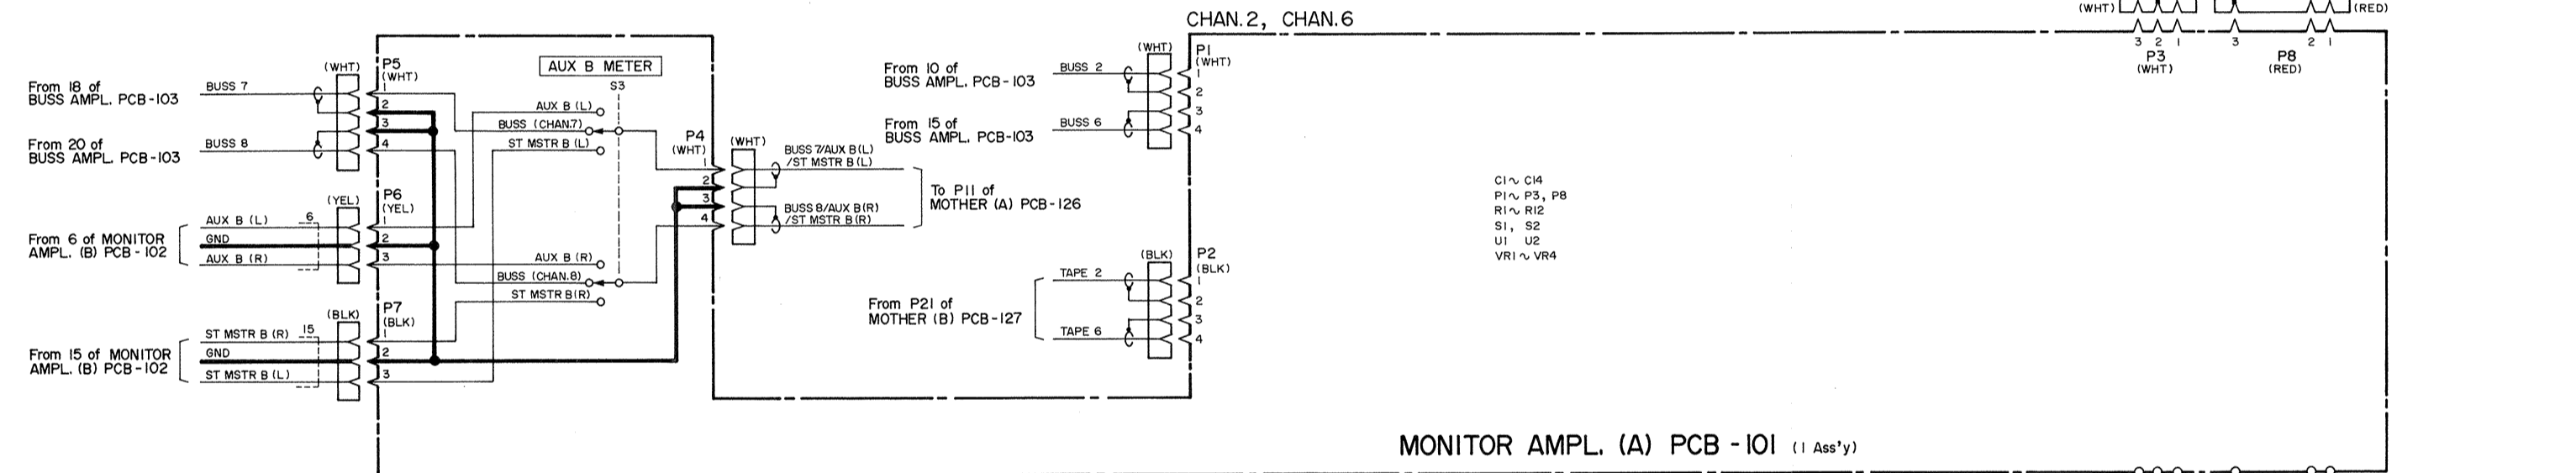 CHAN.2, CHAN.6
(WHT)
(RED)
3 2 1
3 2 1
P3
(WHT)
P8
(RED)
From 18 of
BUSS AMPL. PCB-103
BUSS 7
(WHT)
P5
(WHT)
1
2
3
4
From 20 of
BUSS AMPL. PCB-103
BUSS 8
AUX B METER
S3
AUX B (L)
BUSS (CHAN.7)
ST MSTR B (L)
P4
(WHT)
1
2
3
4
(WHT)
BUSS 7/AUX B(L)
/ST MSTR B(L)
BUSS 8/AUX B(R)
/ST MSTR B(R)
To P11 of
MOTHER (A) PCB-126
From 10 of
BUSS AMPL. PCB-103
BUSS 2
From 15 of
BUSS AMPL. PCB-103
BUSS 6
(WHT)
P1
(WHT)
1
2
3
4
C1~ C14
P1~ P3, P8
R1~ R12
S1, S2
U1 U2
VR1~ VR4
From 6 of MONITOR
AMPL. (B) PCB-102
AUX B (L)
6
GND
AUX B (R)
(YEL)
P6
(YEL)
1
2
3
AUX B (R)
BUSS (CHAN.8)
ST MSTR B(R)
From 15 of MONITOR
AMPL. (B) PCB-102
ST MSTR B (R)
15
GND
ST MSTR B (L)
(BLK)
P7
(BLK)
1
2
3
From P21 of
MOTHER (B) PCB-127
TAPE 2
TAPE 6
(BLK)
P2
(BLK)
1
2
3
4
MONITOR AMPL. (A) PCB-101 (1 Ass'y)